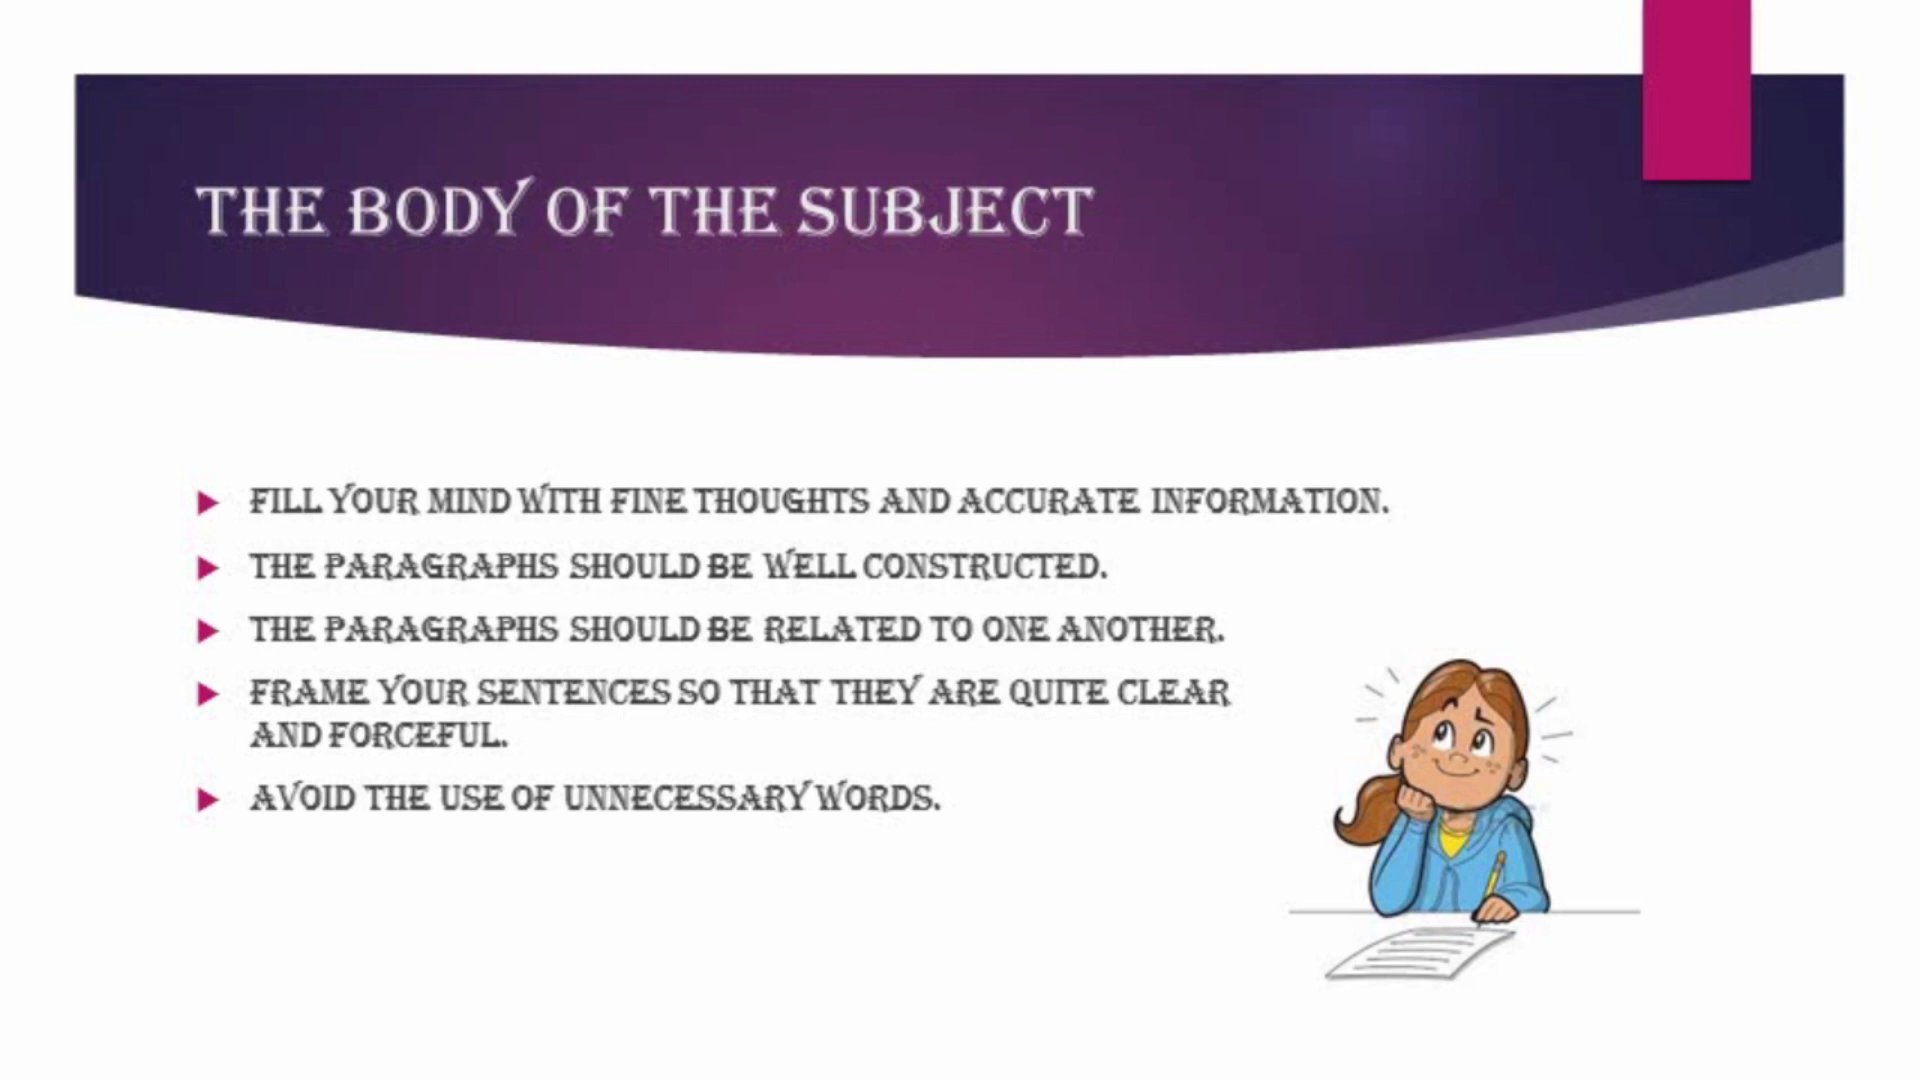 THE BODY OF THE SUBJECT
FILL YOUR MIND WITH FINE THOUGHTS AND ACCURATE INFORMATION.
THE PARAGRAPHS SHOULD BE WELL CONSTRUCTED.
THE PARAGRAPHS SHOULD BE RELATED TO ONE ANOTHER.
FRAME YOUR SENTENCES SO THAT THEY ARE QUITE CLEAR
AND FORCEFUL.
AVOID THE USE OF UNNECESSARY WORDS.